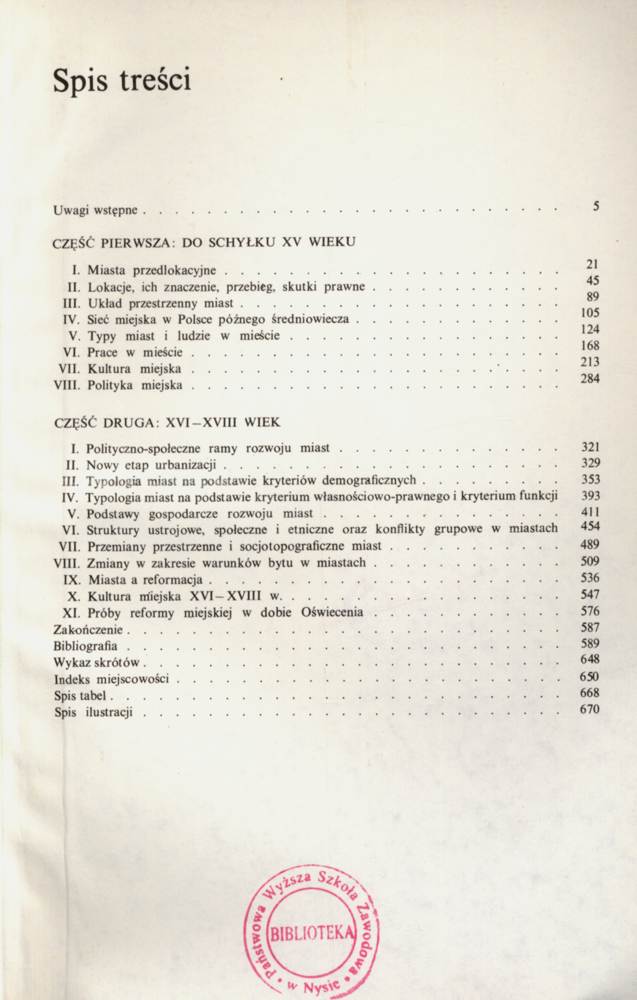 Spis treści
Uwagi wstępne . . . . . . . . . . . . . . . . . . . . . . . . . . 5
CZĘŚĆ PIERWSZA: DO SCHYŁKU XV WIEKU
I. Miasta przedlokacyjne . . . . . . . . . . . . . . . . . . . . . 21
II. Lokacje, ich znaczenie, przebieg, skutki prawne . . . . . . . . . . . . 45
III. Układ przestrzenny miast . . . . . . . . . . . . . . . . . . . . 89
IV. Sieć miejska w Polsce późnego średniowiecza . . . . . . . . . . . . . 105
V. Typy miast i ludzie w mieście . . . . . . . . . . . . . . . . . 124
VI. Prace w mieście . . . . . . . . . . . . . . . . . . . . . . . 168
VII. Kultura miejska . . . . . . . . . . . . . . . . . . . . . . . 213
VIII. Polityka miejska . . . . . . . . . . . . . . . . . . . . . . . 284
CZĘŚĆ DRUGA: XVI–XVIII WIEK
I. Polityczno-społeczne ramy rozwoju miast . . . . . . . . . . . . . . 321
II. Nowy etap urbanizacji . . . . . . . . . . . . . . . . . . . . . 329
III. Typologia miast na podstawie kryteriów demograficznych . . . . . . . . . 353
IV. Typologia miast na podstawie kryterium własnościowo-prawnego i kryterium funkcji 393
V. Podstawy gospodarcze rozwoju miast . . . . . . . . . . . . . . . 411
VI. Struktury ustrojowe, społeczne i etniczne oraz konflikty grupowe w miastach 454
VII. Przemiany przestrzenne i socjotopograficzne miast . . . . . . . . . . . 489
VIII. Zmiany w zakresie warunków bytu w miastach . . . . . . . . . . . . 509
IX. Miasta a reformacja . . . . . . . . . . . . . . . . . . . . . . 536
X. Kultura miejska XVI–XVIII w. . . . . . . . . . . . . . . . . . . 547
XI. Próby reformy miejskiej w dobie Oświecenia . . . . . . . . . . . . 576
Zakończenie . . . . . . . . . . . . . . . . . . . . . . . . . . . 587
Bibliografia . . . . . . . . . . . . . . . . . . . . . . . . . . . 589
Wykaz skrótów . . . . . . . . . . . . . . . . . . . . . . . . . . 648
Indeks miejscowości . . . . . . . . . . . . . . . . . . . . . . . . 650
Spis tabel . . . . . . . . . . . . . . . . . . . . . . . . . . . . 668
Spis ilustracji . . . . . . . . . . . . . . . . . . . . . . . . . . 670
Państwowa Wyższa Szkoła Zawodowa
BIBLIOTEKA
• w Nysie •